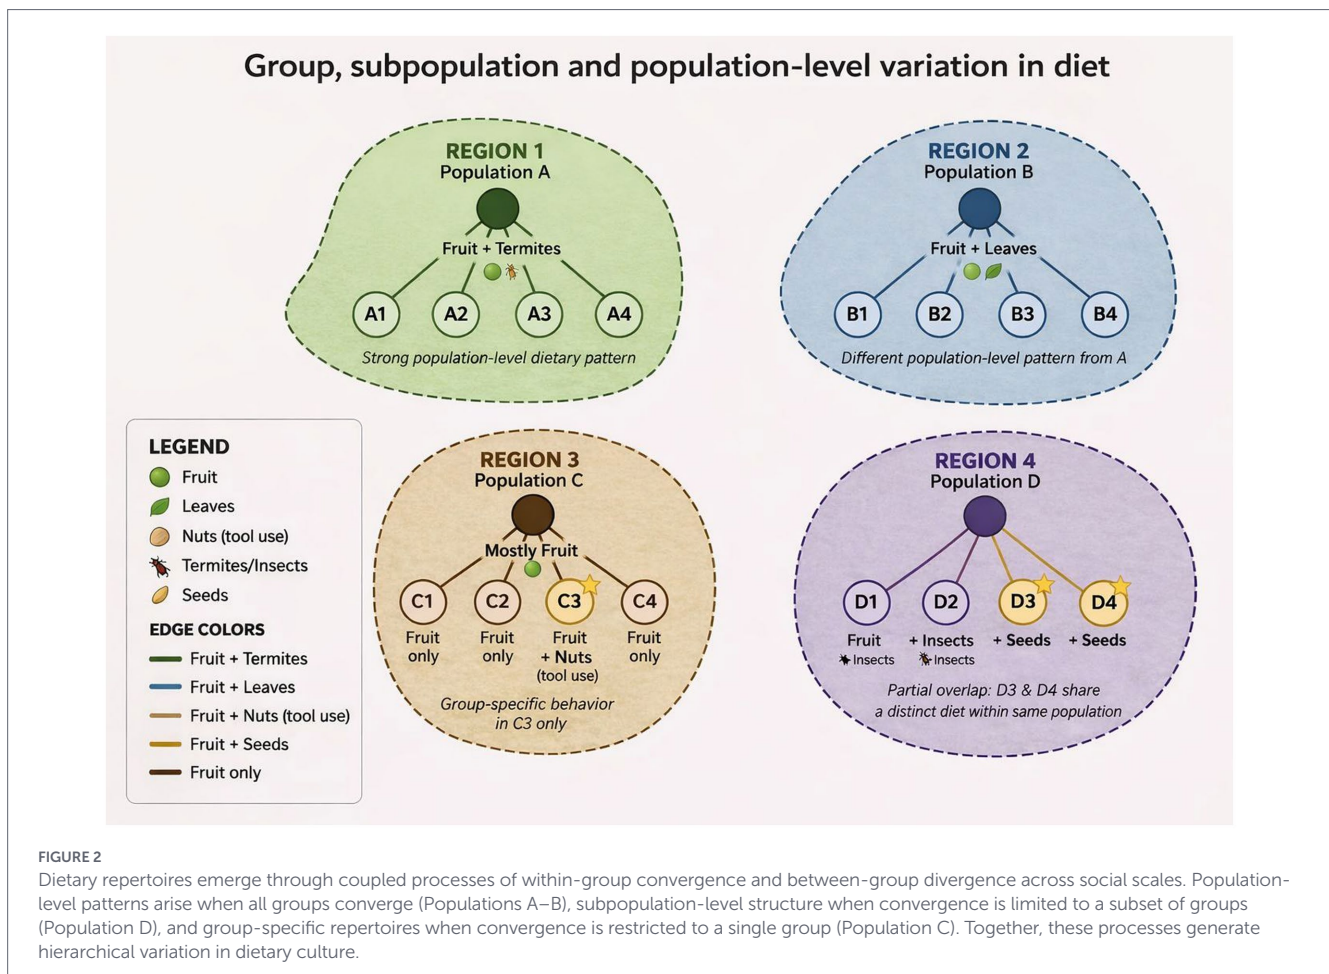 Group, subpopulation and population-level variation in diet
REGION 1
Population A
Fruit + Termites
A1 A2 A3 A4
Strong population-level dietary pattern
REGION 2
Population B
Fruit + Leaves
B1 B2 B3 B4
Different population-level pattern from A
LEGEND
Fruit
Leaves
Nuts (tool use)
Termites/Insects
Seeds
EDGE COLORS
Fruit + Termites
Fruit + Leaves
Fruit + Nuts (tool use)
Fruit + Seeds
Fruit only
REGION 3
Population C
Mostly Fruit
C1 C2 C3 C4
Fruit Fruit Fruit Fruit
only only + Nuts only
(tool use)
Group-specific behavior
in C3 only
REGION 4
Population D
D1 D2 D3 D4
Fruit + Insects + Seeds + Seeds
Insects Insects
Partial overlap: D3 & D4 share
a distinct diet within same population
FIGURE 2
Dietary repertoires emerge through coupled processes of within-group convergence and between-group divergence across social scales. Population-
level patterns arise when all groups converge (Populations A–B), subpopulation-level structure when convergence is limited to a subset of groups
(Population D), and group-specific repertoires when convergence is restricted to a single group (Population C). Together, these processes generate
hierarchical variation in dietary culture.